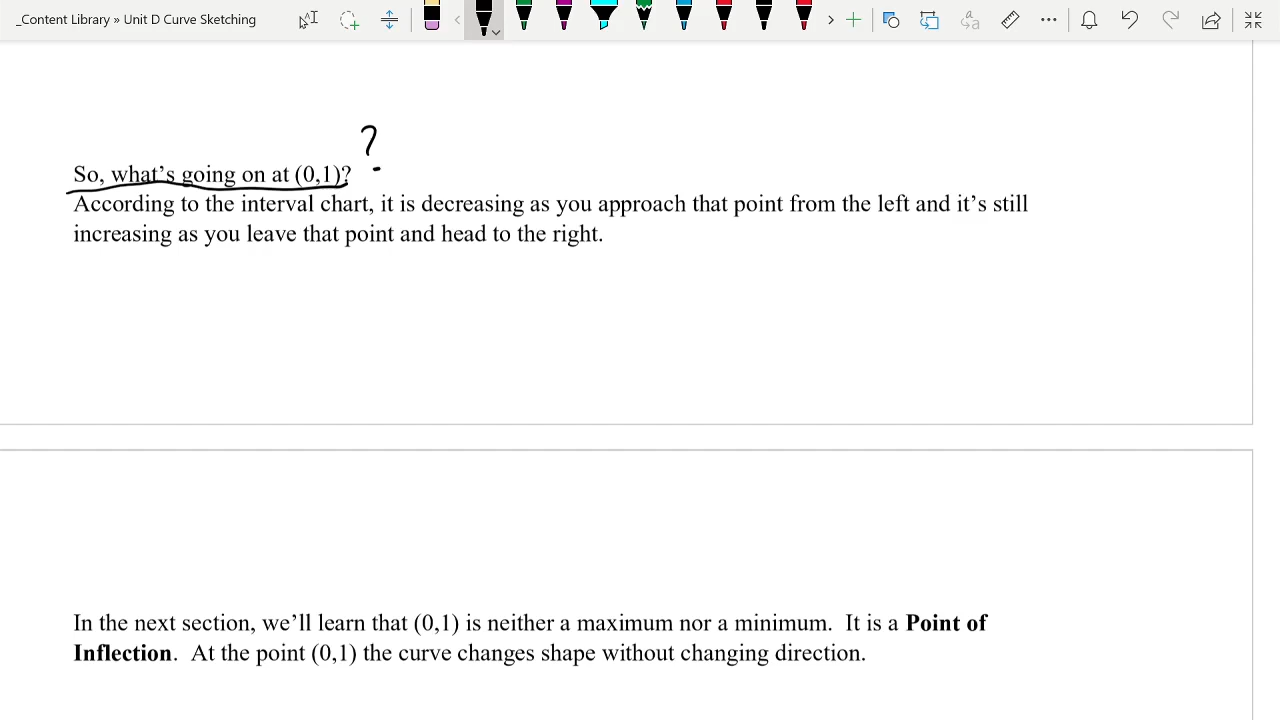 _Content Library » Unit D Curve Sketching
?
So, what's going on at (0,1)?
According to the interval chart, it is decreasing as you approach that point from the left and it's still
increasing as you leave that point and head to the right.
In the next section, we'll learn that (0,1) is neither a maximum nor a minimum.  It is a Point of
Inflection.  At the point (0,1) the curve changes shape without changing direction.